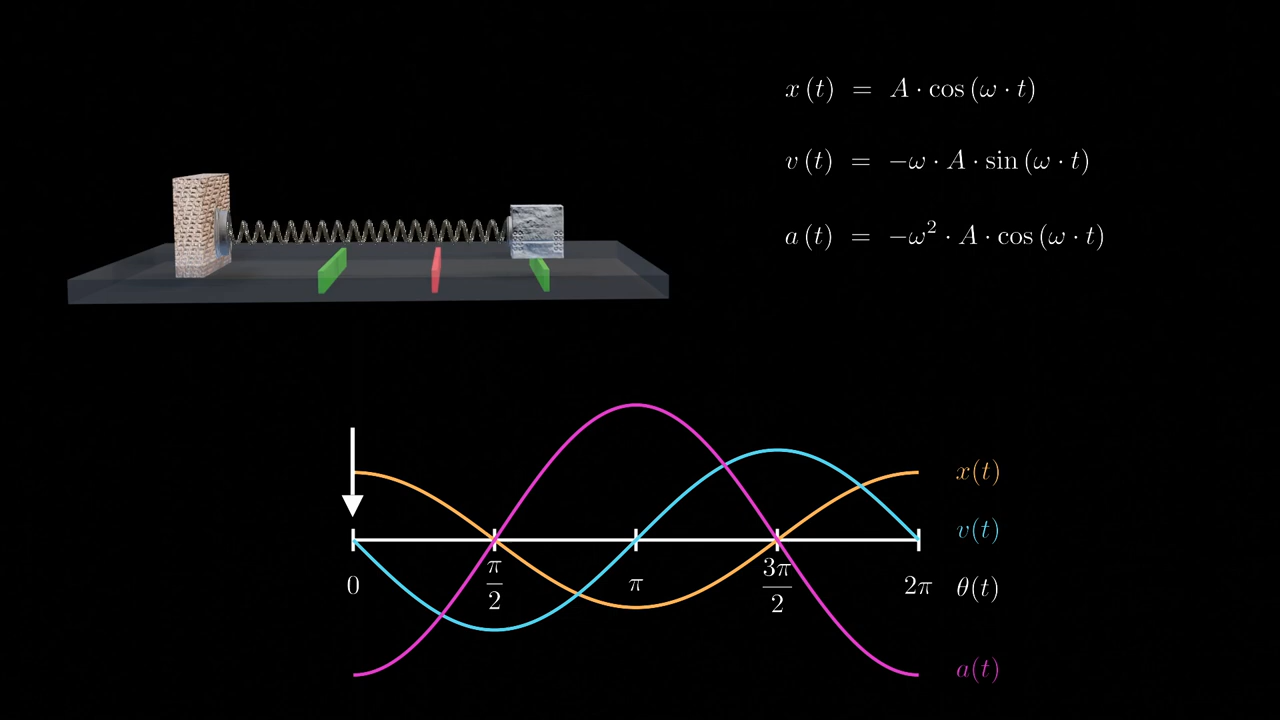 x(t) = A · cos(ω · t)
v(t) = −ω · A · sin(ω · t)
a(t) = −ω² · A · cos(ω · t)
x(t)
v(t)
0 π/2 π 3π/2 2π θ(t)
a(t)